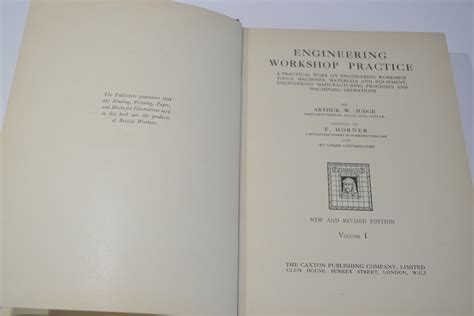 The Publishers guarantee that
the Binding, Printing, Paper,
and Blocks for Illustrations used
in this book are the products
of British Workers.
ENGINEERING
WORKSHOP PRACTICE
A PRACTICAL WORK ON ENGINEERING WORKSHOP
TOOLS, MACHINES, MATERIALS AND EQUIPMENT,
ENGINEERING MANUFACTURING PROCESSES AND
MACHINING OPERATIONS
BY
ARTHUR W. JUDGE
ASSISTED BY
F. HORNER
AND
BY OTHER CONTRIBUTORS
CAXTON
NEW AND REVISED EDITION
VOLUME I
THE CAXTON PUBLISHING COMPANY, LIMITED
CLUN HOUSE, SURREY STREET, LONDON, W.C.2